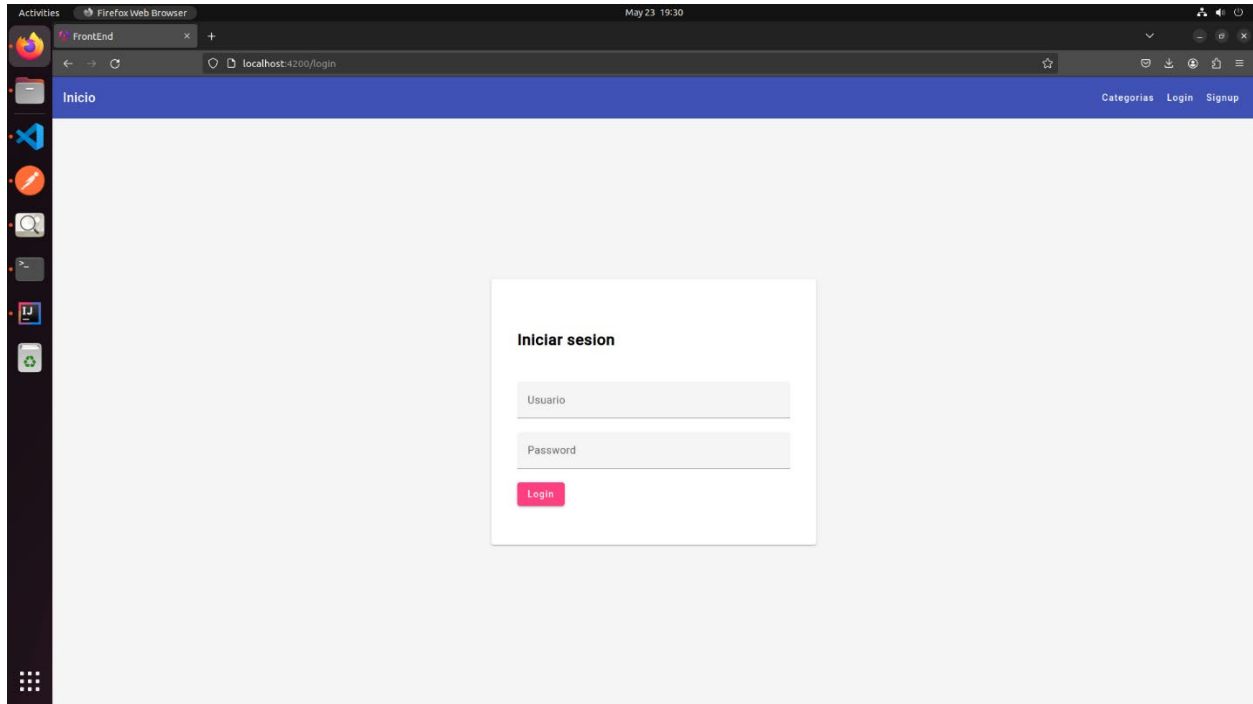 Activities Firefox Web Browser May 23 19:30
FrontEnd
localhost:4200/login
Inicio Categorias Login Signup
Iniciar sesion
Usuario
Password
Login